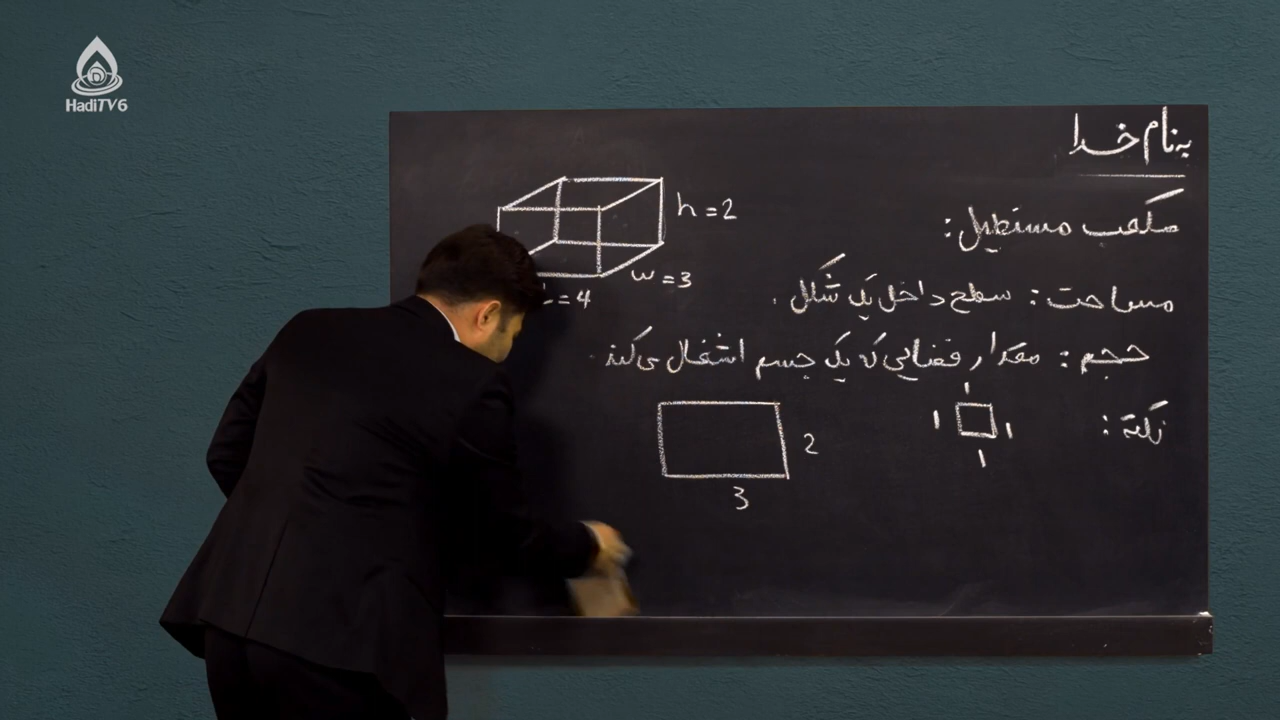 HadiTV6
به نام خدا
مکعب مستطیل:
h=2
w=3
=4
مساحت: سطح داخل یک شکل.
حجم: مقدار فضایی که یک جسم اشغال می‌کند.
نکته:
1
1
1
1
2
3